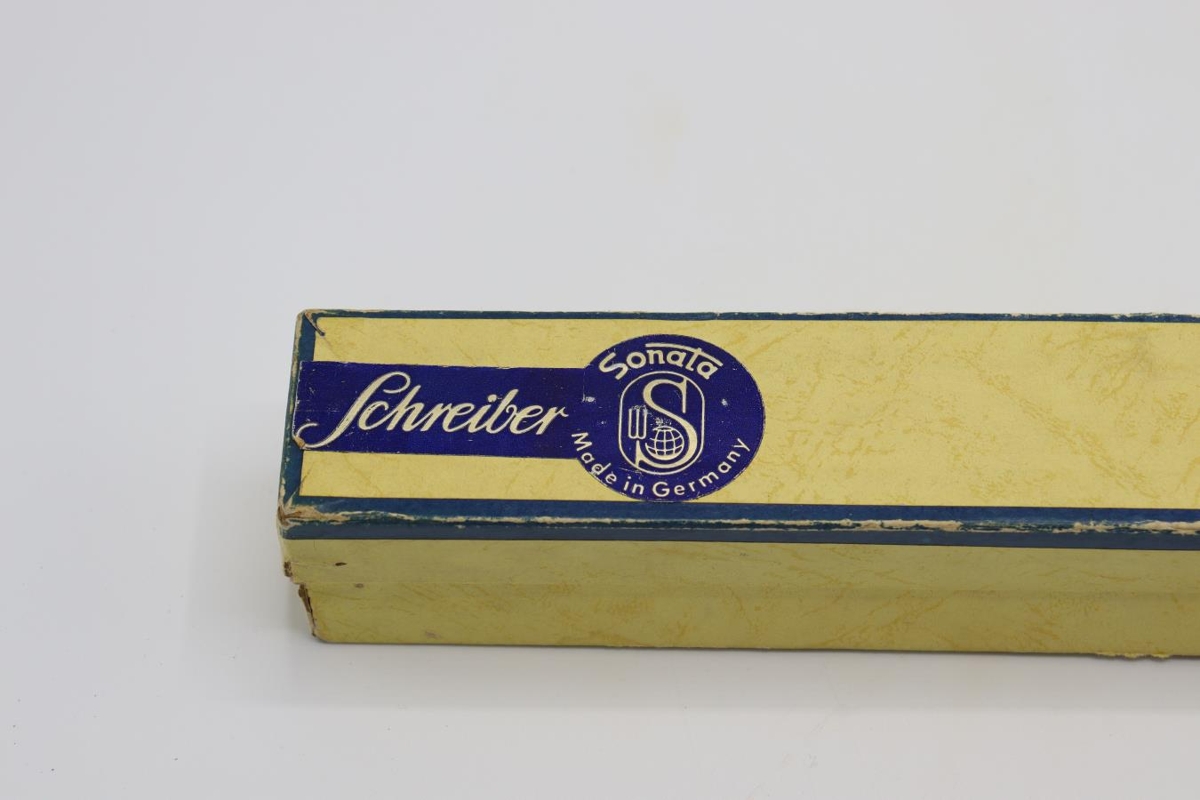 Schreiber
Sonata
S
Made in Germany